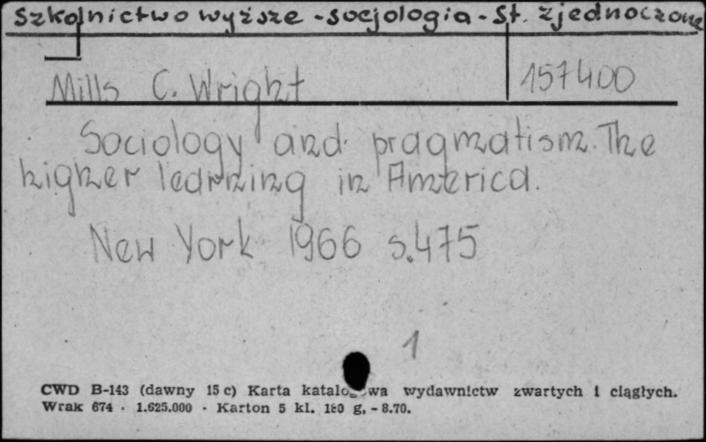 Szkolnictwo wyższe - socjologia - St. zjednoczone
Mills C. Wright 157400
Sociology and pragmatism. The
higher learning in America.
New York 1966 s.475
1
CWD B-143 (dawny 15 c) Karta katalogowa wydawnictw zwartych i ciągłych.
Wrak 674 · 1.625.000 · Karton 5 kl. 180 g. - 8.70.